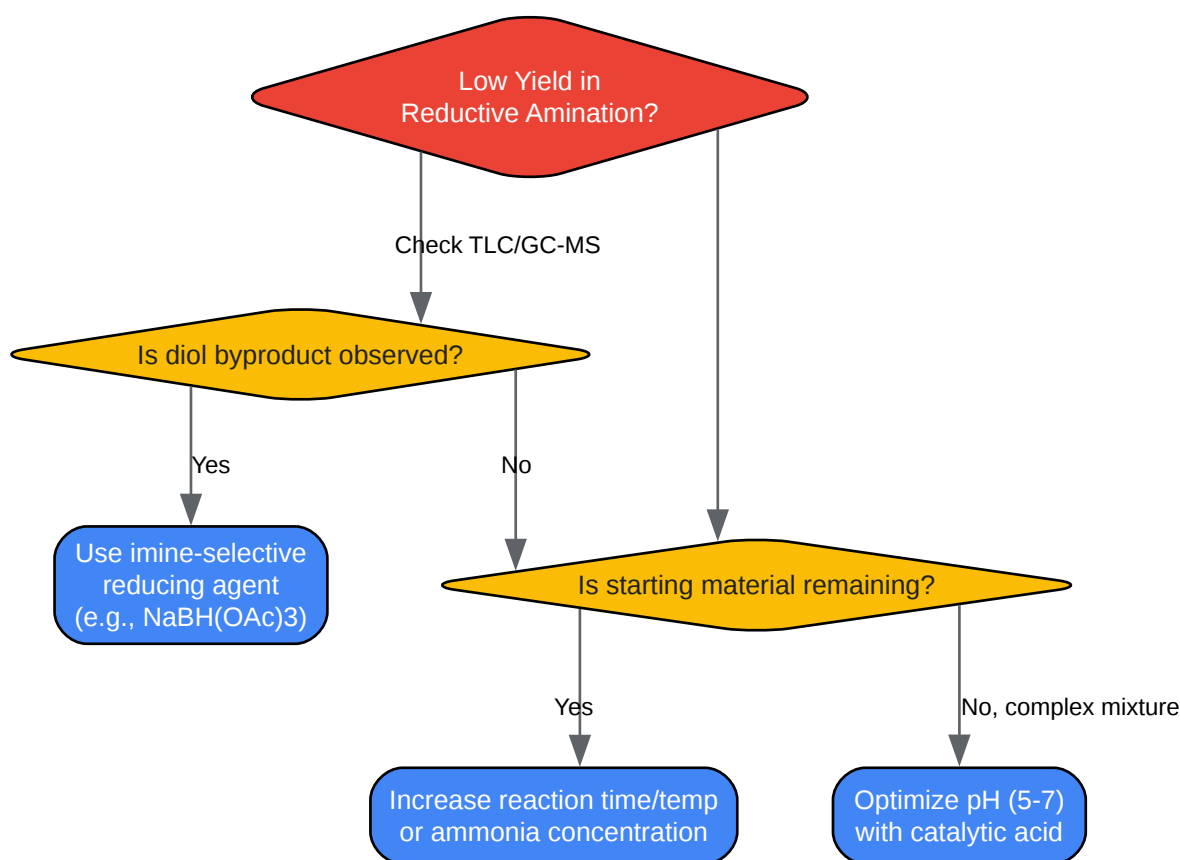 Low Yield in
Reductive Amination?
Check TLC/GC-MS
Is diol byproduct observed?
Yes
No
Use imine-selective
reducing agent
(e.g., NaBH(OAc)3)
Is starting material remaining?
Yes
No, complex mixture
Increase reaction time/temp
or ammonia concentration
Optimize pH (5-7)
with catalytic acid